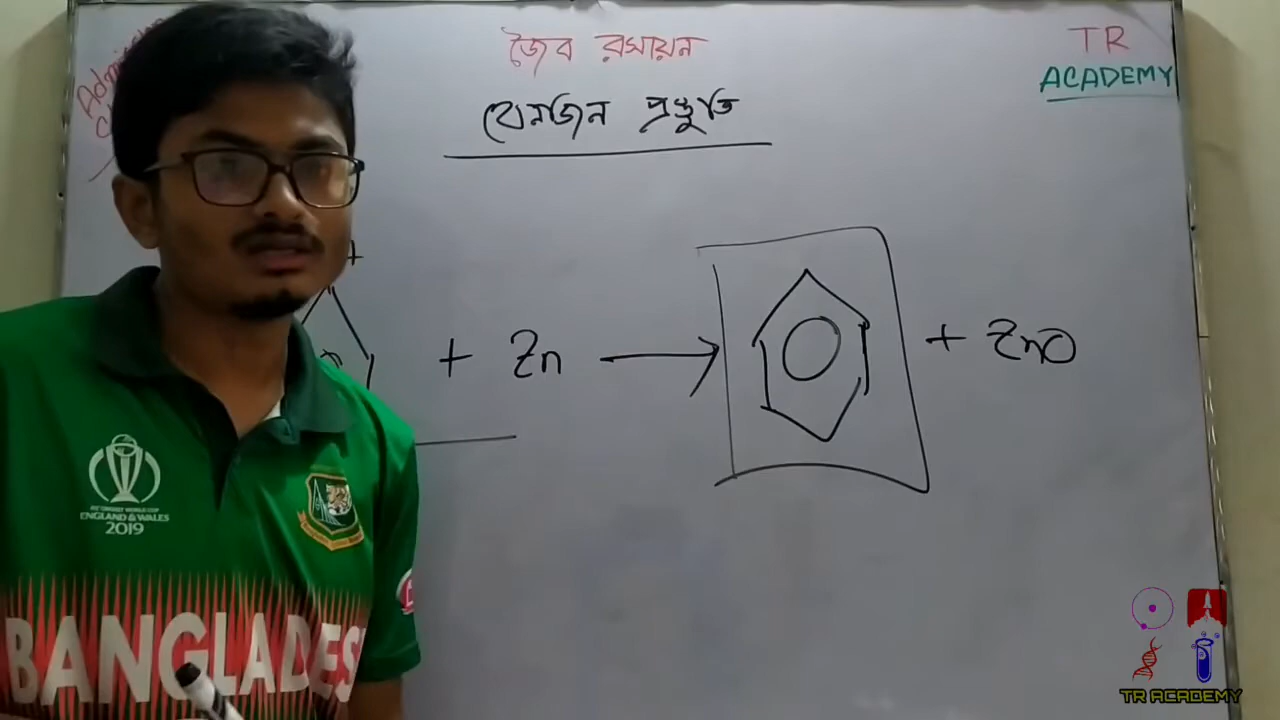 জৈব রসায়ন
বেনজিন প্রস্তুতি
TR
ACADEMY
+ Zn → + ZnO
ENGLAND & WALES
2019
BANGLADES
TR ACADEMY